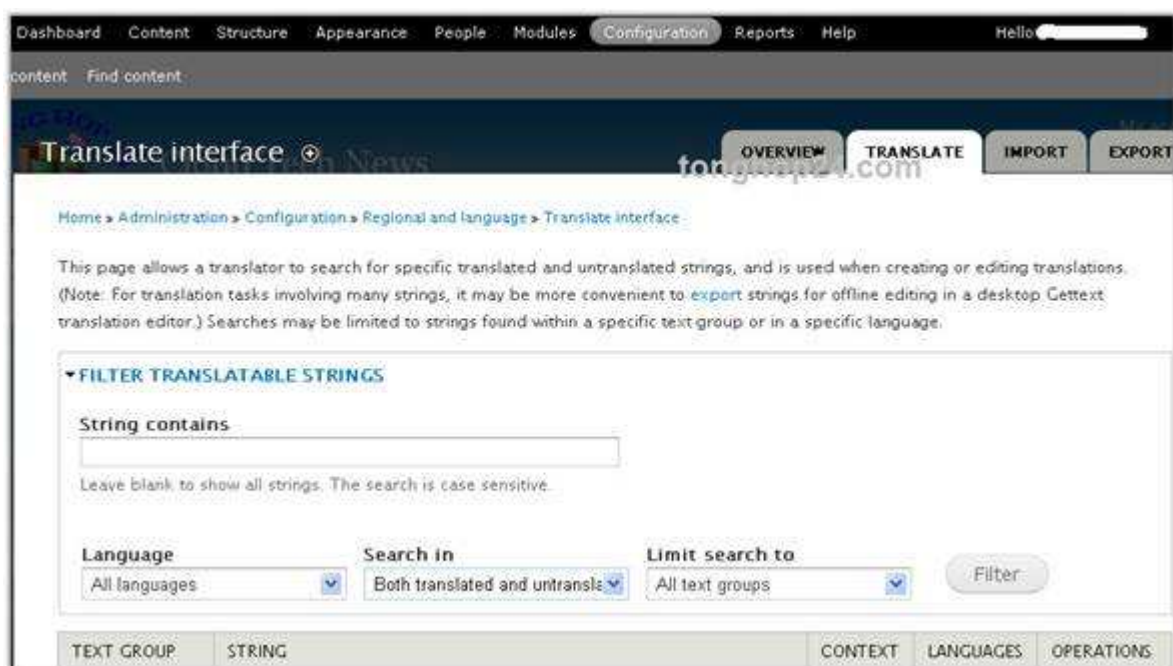 Dashboard Content Structure Appearance People Modules Configuration Reports Help Hello
content Find content
Translate interface
News
OVERVIEW TRANSLATE IMPORT EXPORT
Home » Administration » Configuration » Regional and language » Translate interface
This page allows a translator to search for specific translated and untranslated strings, and is used when creating or editing translations.
(Note: For translation tasks involving many strings, it may be more convenient to export strings for offline editing in a desktop Gettext
translation editor.) Searches may be limited to strings found within a specific text group or in a specific language.
FILTER TRANSLATABLE STRINGS
String contains
Leave blank to show all strings. The search is case sensitive.
Language Search in Limit search to
All languages Both translated and untransla All text groups Filter
TEXT GROUP STRING CONTEXT LANGUAGES OPERATIONS